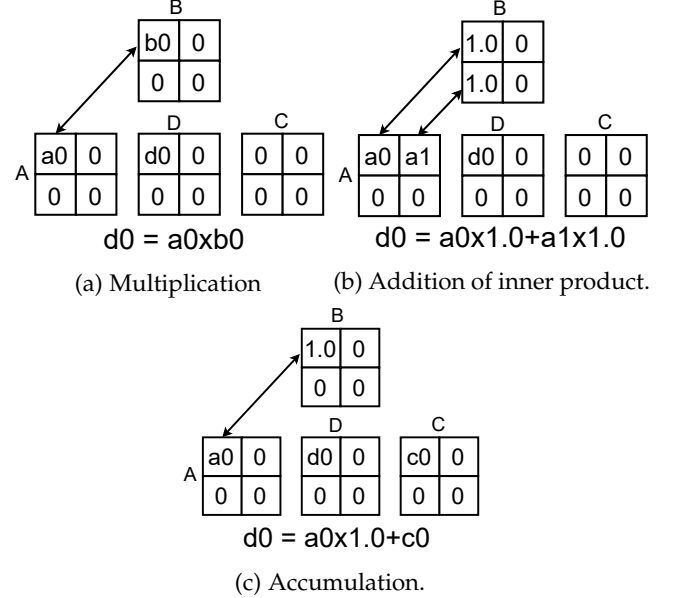 B
b0 0
0 0
D
C
A
a0 0
0 0
d0 0
0 0
0 0
0 0
d0 = a0xb0
(a) Multiplication
B
1.0 0
1.0 0
D
C
A
a0 a1
0 0
d0 0
0 0
0 0
0 0
d0 = a0x1.0+a1x1.0
(b) Addition of inner product.
B
1.0 0
0 0
D
C
A
a0 0
0 0
d0 0
0 0
c0 0
0 0
d0 = a0x1.0+c0
(c) Accumulation.